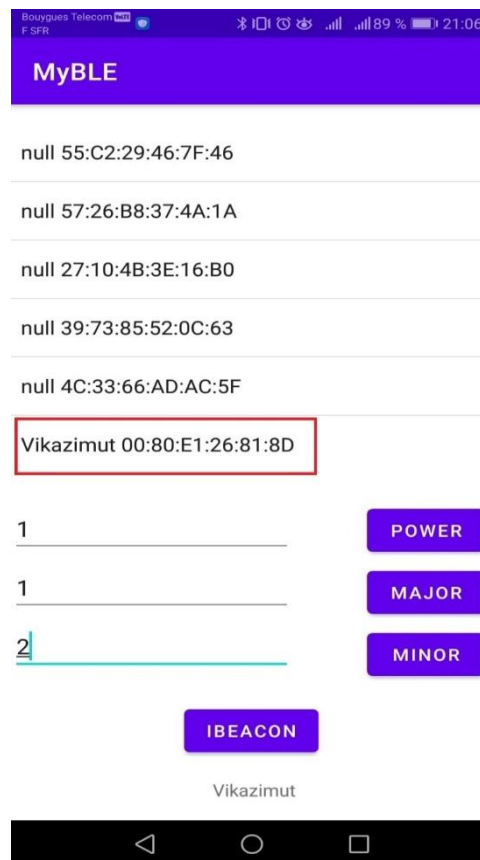 Bouygues Telecom VoLTE
F SFR
89 % 21:06
MyBLE
null 55:C2:29:46:7F:46
null 57:26:B8:37:4A:1A
null 27:10:4B:3E:16:B0
null 39:73:85:52:0C:63
null 4C:33:66:AD:AC:5F
Vikazimut 00:80:E1:26:81:8D
1
POWER
1
MAJOR
2
MINOR
IBEACON
Vikazimut